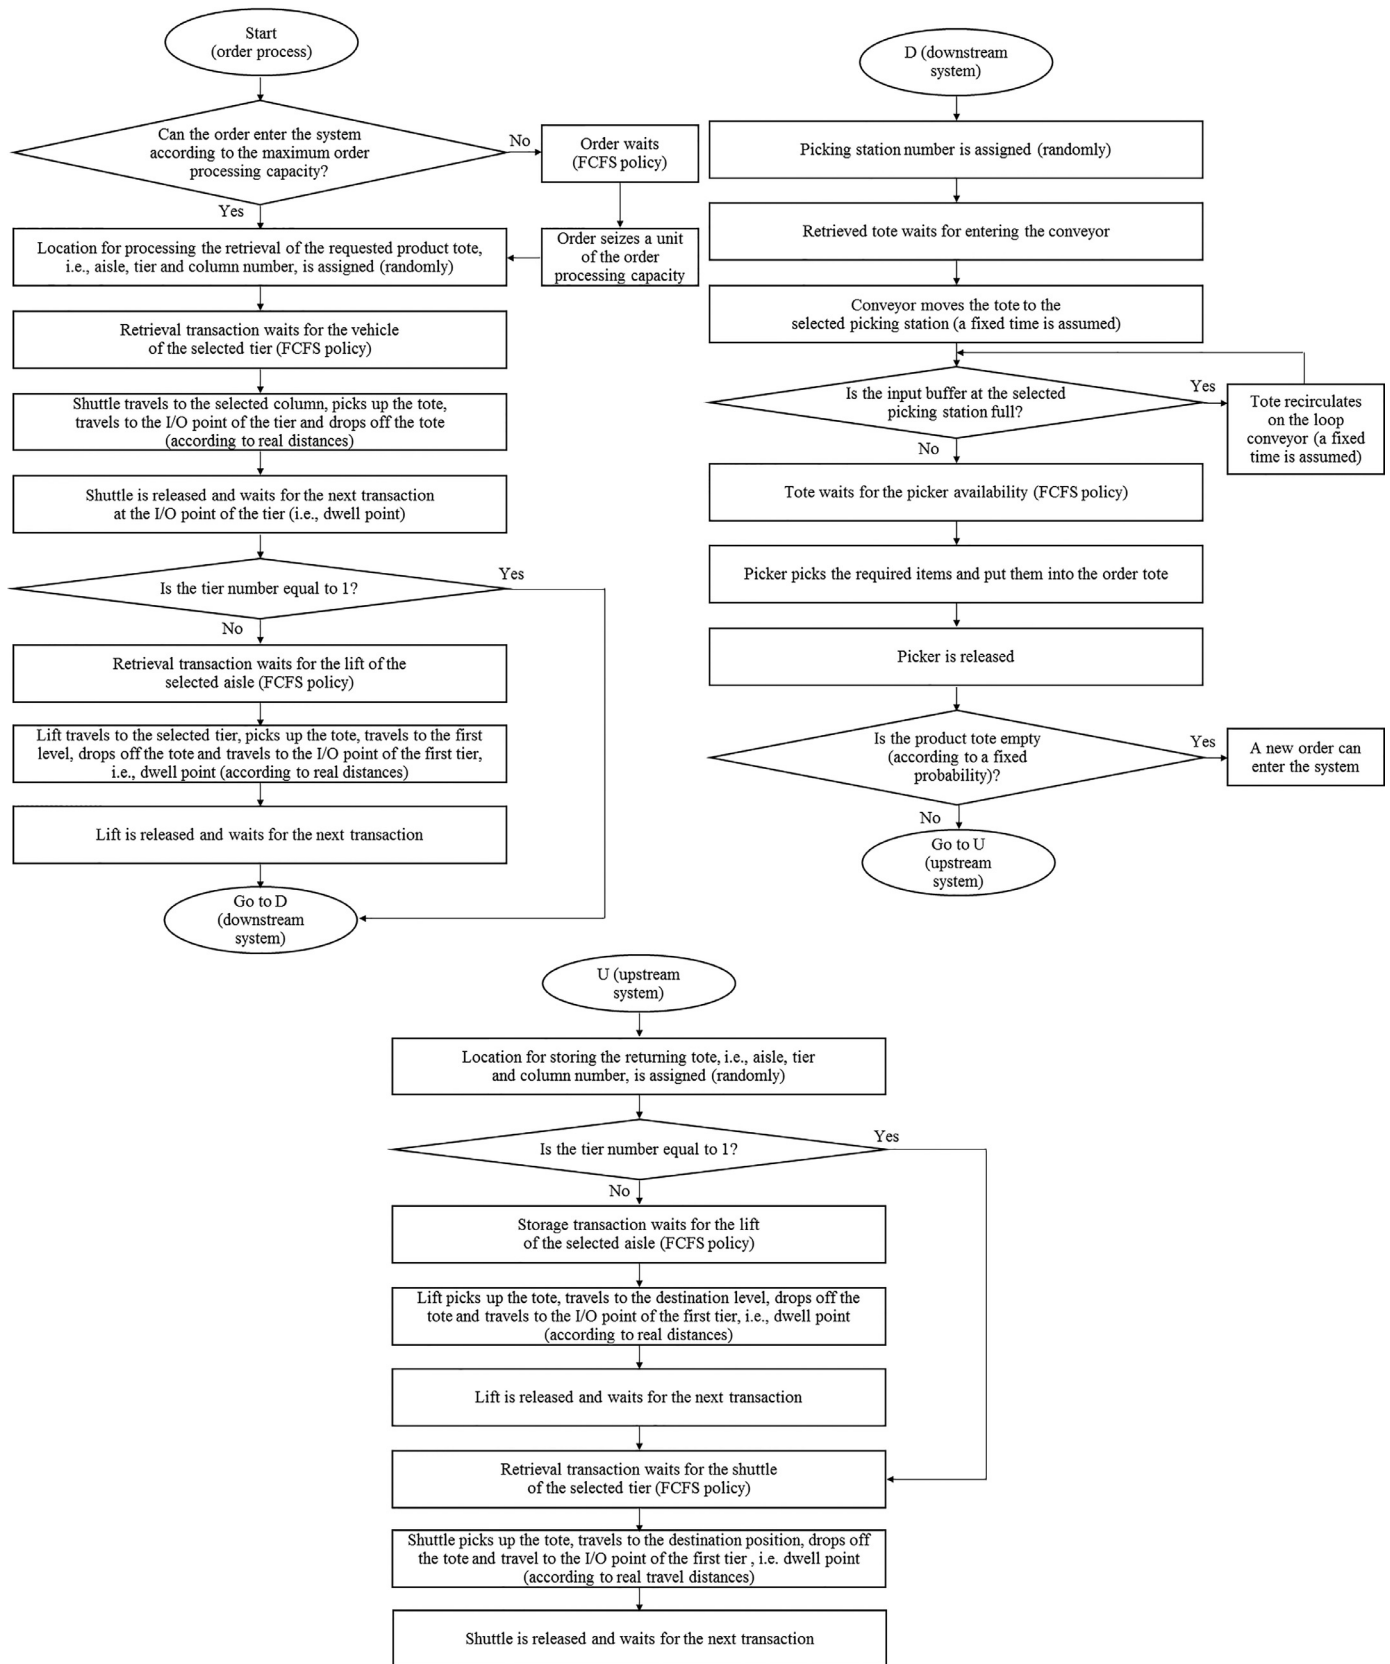 Start
(order process)
Can the order enter the system
according to the maximum order
processing capacity?
No
Order waits
(FCFS policy)
Yes
Order seizes a unit
of the order
processing capacity
Location for processing the retrieval of the requested product tote,
i.e., aisle, tier and column number, is assigned (randomly)
Retrieval transaction waits for the vehicle
of the selected tier (FCFS policy)
Shuttle travels to the selected column, picks up the tote,
travels to the I/O point of the tier and drops off the tote
(according to real distances)
Shuttle is released and waits for the next transaction
at the I/O point of the tier (i.e., dwell point)
Is the tier number equal to 1?
Yes
No
Retrieval transaction waits for the lift of the
selected aisle (FCFS policy)
Lift travels to the selected tier, picks up the tote, travels to the first
level, drops off the tote and travels to the I/O point of the first tier,
i.e., dwell point (according to real distances)
Lift is released and waits for the next transaction
Go to D
(downstream
system)
D (downstream
system)
Picking station number is assigned (randomly)
Retrieved tote waits for entering the conveyor
Conveyor moves the tote to the
selected picking station (a fixed time is assumed)
Is the input buffer at the selected
picking station full?
Yes
Tote recirculates
on the loop
conveyor (a fixed
time is assumed)
No
Tote waits for the picker availability (FCFS policy)
Picker picks the required items and put them into the order tote
Picker is released
Is the product tote empty
(according to a fixed
probability)?
Yes
A new order can
enter the system
No
Go to U
(upstream
system)
U (upstream
system)
Location for storing the returning tote, i.e., aisle, tier
and column number, is assigned (randomly)
Is the tier number equal to 1?
Yes
No
Storage transaction waits for the lift
of the selected aisle (FCFS policy)
Lift picks up the tote, travels to the destination level, drops off the
tote and travels to the I/O point of the first tier, i.e., dwell point
(according to real distances)
Lift is released and waits for the next transaction
Retrieval transaction waits for the shuttle
of the selected tier (FCFS policy)
Shuttle picks up the tote, travels to the destination position, drops off
the tote and travel to the I/O point of the first tier , i.e. dwell point
(according to real travel distances)
Shuttle is released and waits for the next transaction